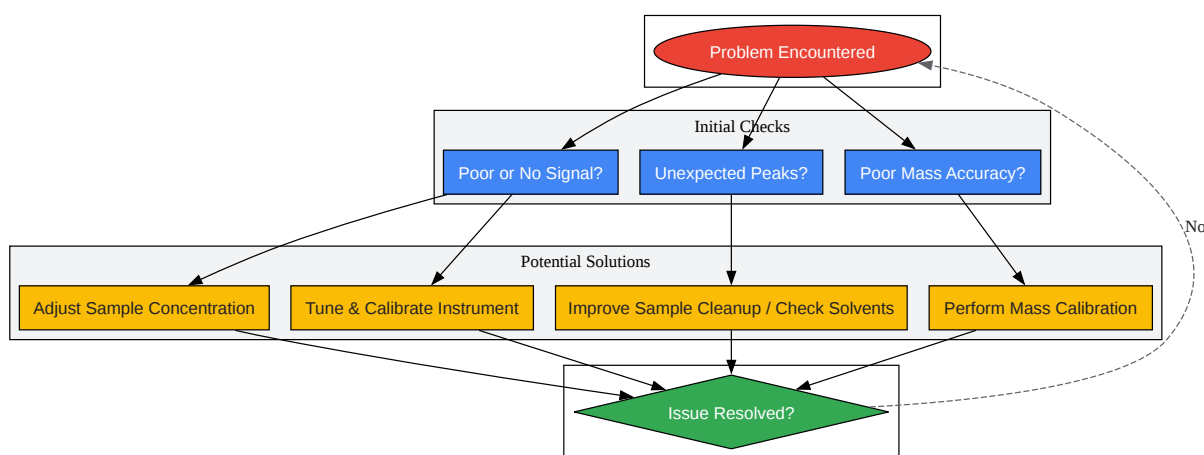 Problem Encountered
Initial Checks
Poor or No Signal?
Unexpected Peaks?
Poor Mass Accuracy?
No
Potential Solutions
Adjust Sample Concentration
Tune & Calibrate Instrument
Improve Sample Cleanup / Check Solvents
Perform Mass Calibration
Issue Resolved?